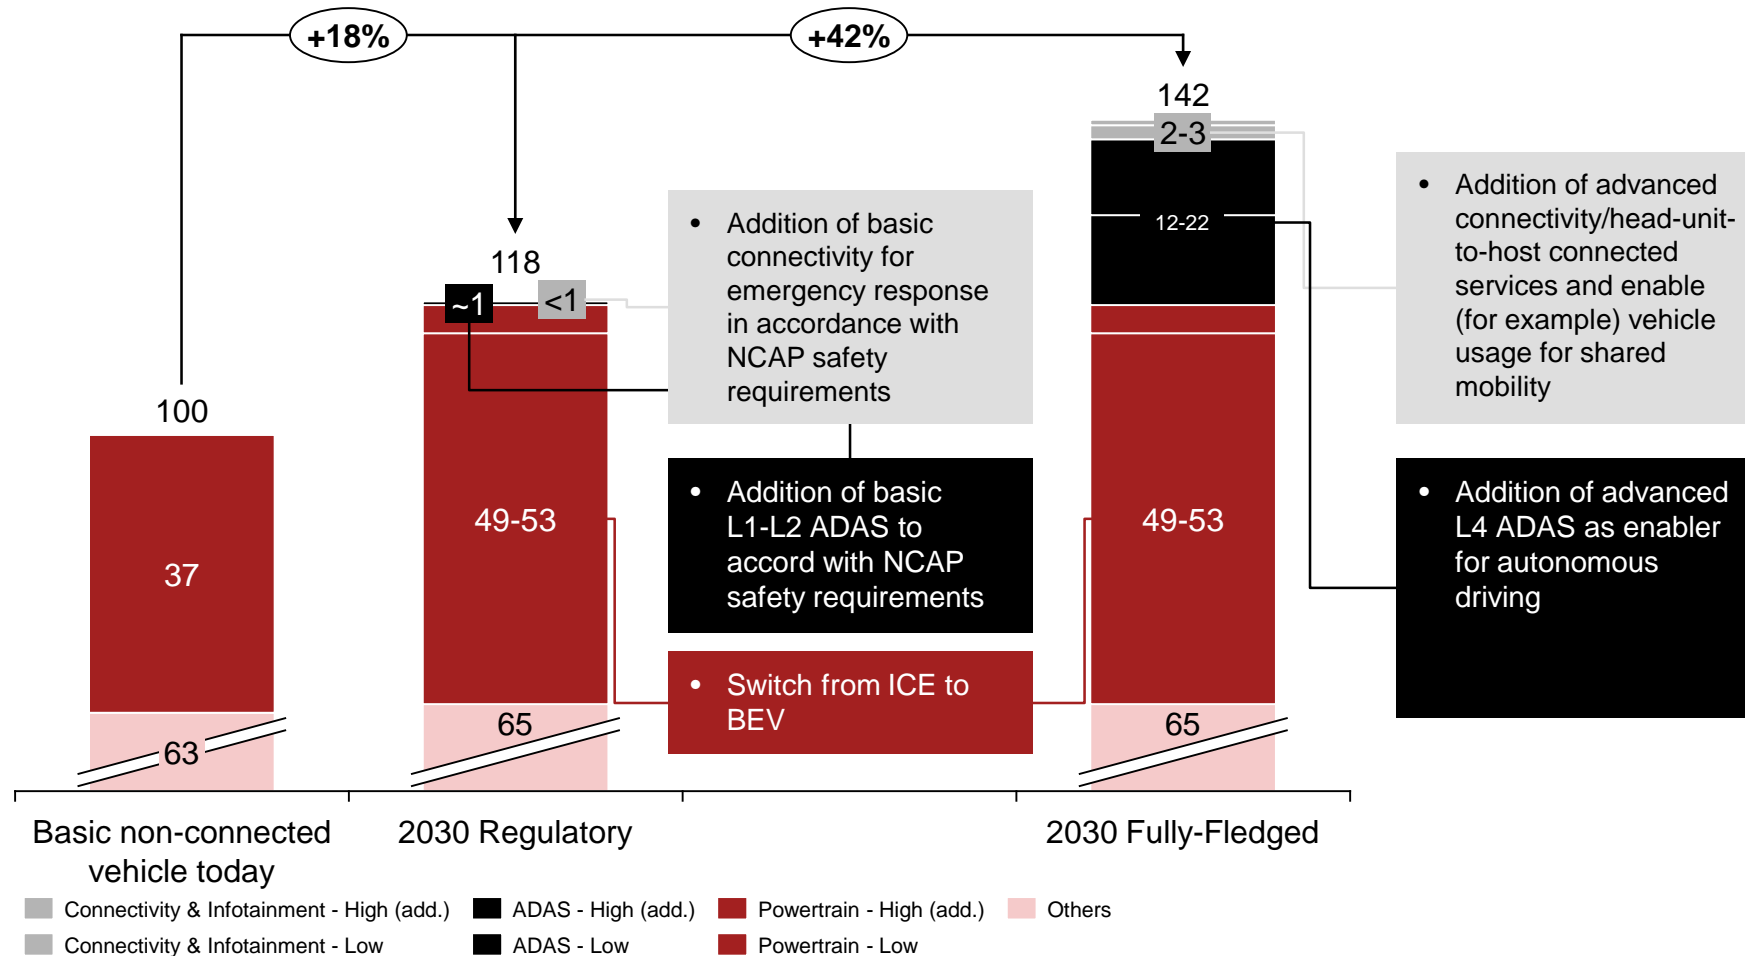 +18%
+42%
142
2-3
12-22
118
~1
<1
100
49-53
49-53
37
65
65
63
• Addition of basic
connectivity for
emergency response
in accordance with
NCAP safety
requirements
• Addition of advanced
connectivity/head-unit-
to-host connected
services and enable
(for example) vehicle
usage for shared
mobility
• Addition of basic
L1-L2 ADAS to
accord with NCAP
safety requirements
• Addition of advanced
L4 ADAS as enabler
for autonomous
driving
• Switch from ICE to
BEV
Basic non-connected
vehicle today
2030 Regulatory
2030 Fully-Fledged
Connectivity & Infotainment - High (add.)
ADAS - High (add.)
Powertrain - High (add.)
Others
Connectivity & Infotainment - Low
ADAS - Low
Powertrain - Low